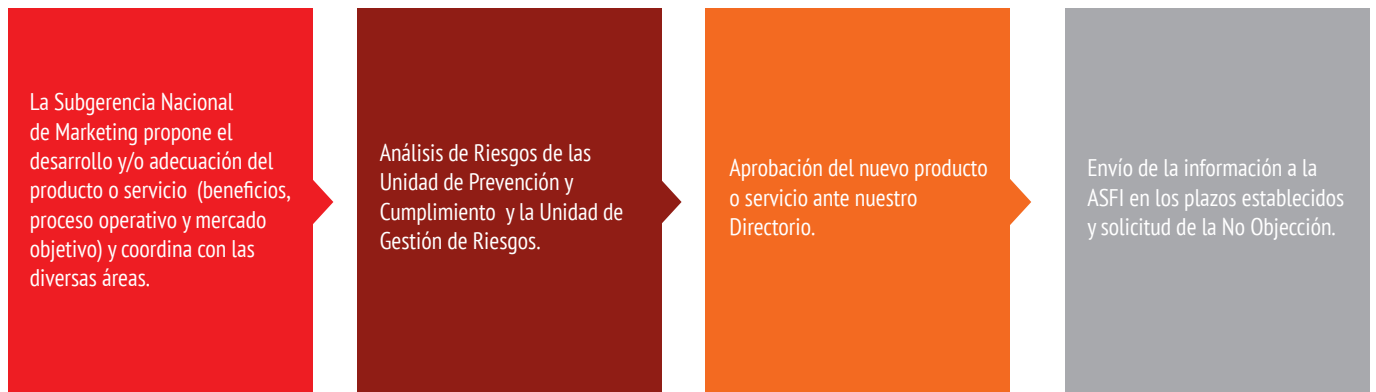 La Subgerencia Nacional
de Marketing propone el
desarrollo y/o adecuación del
producto o servicio (beneficios,
proceso operativo y mercado
objetivo) y coordina con las
diversas áreas.
Análisis de Riesgos de las
Unidad de Prevención y
Cumplimiento y la Unidad de
Gestión de Riesgos.
Aprobación del nuevo producto
o servicio ante nuestro
Directorio.
Envío de la información a la
ASFI en los plazos establecidos
y solicitud de la No Objección.